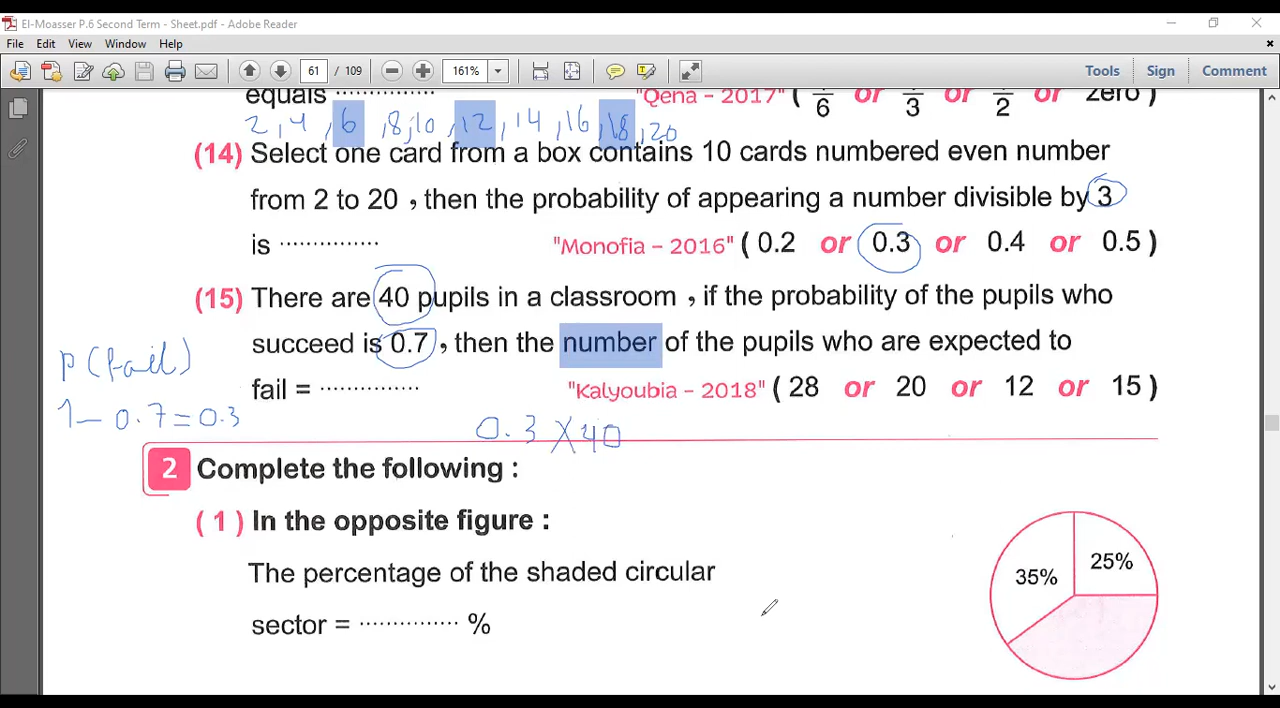 El-Moasser P.6 Second Term - Sheet.pdf - Adobe Reader
File Edit View Window Help
61 / 109 161% Tools Sign Comment
equals ·············· "Qena – 2017" ( 6 or 3 or 2 or zero )
2 , 4 , 6 , 8 , 10 , 12 , 14 , 16 , 18 , 20
(14) Select one card from a box contains 10 cards numbered even number
from 2 to 20 , then the probability of appearing a number divisible by 3
is ·············· "Monofia – 2016" ( 0.2 or 0.3 or 0.4 or 0.5 )
(15) There are 40 pupils in a classroom , if the probability of the pupils who
succeed is 0.7 , then the number of the pupils who are expected to
P (fail)
fail = ·············· "Kalyoubia – 2018" ( 28 or 20 or 12 or 15 )
1 – 0.7 = 0.3
0.3 X 40
2 Complete the following :
( 1 ) In the opposite figure :
35% 25%
The percentage of the shaded circular
sector = ·············· %